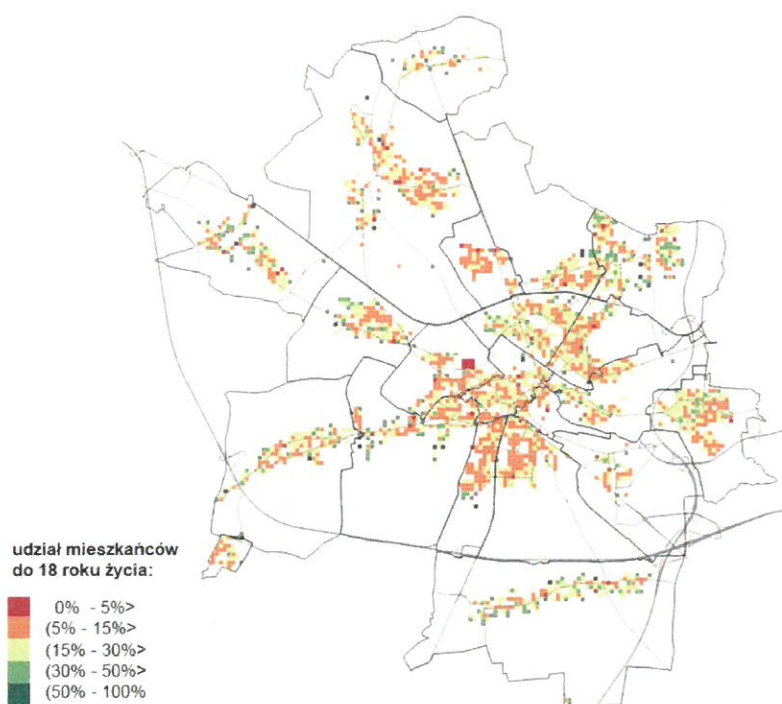 udział mieszkańców
do 18 roku życia:
0% - 5%>
(5% - 15%>
(15% - 30%>
(30% - 50%>
(50% - 100%